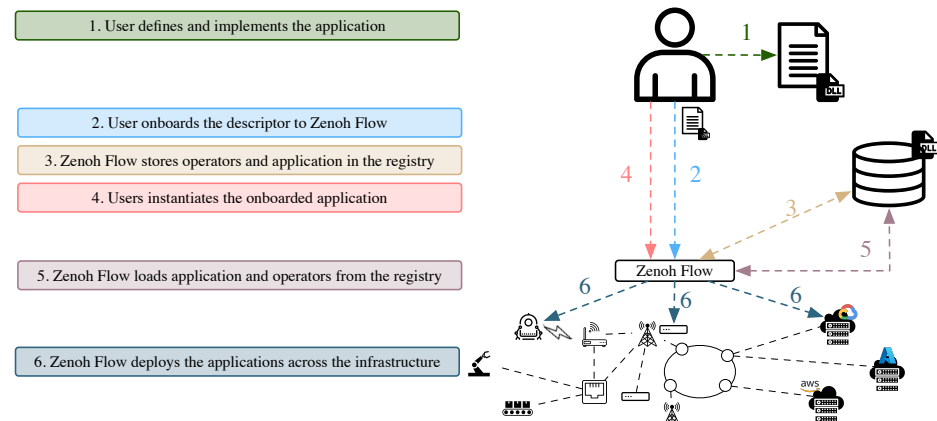 1. User defines and implements the application
2. User onboards the descriptor to Zenoh Flow
3. Zenoh Flow stores operators and application in the registry
4. Users instantiates the onboarded application
5. Zenoh Flow loads application and operators from the registry
6. Zenoh Flow deploys the applications across the infrastructure
1
DLL
DLL
4
2
3
5
Zenoh Flow
6
6
6
aws